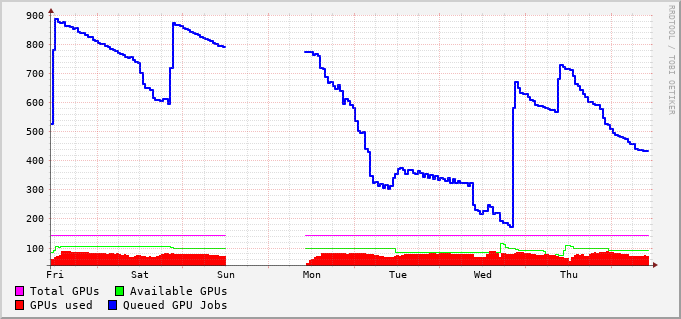 900
800
700
600
500
400
300
200
100
Fri Sat Sun Mon Tue Wed Thu
Total GPUs Available GPUs
GPUs used Queued GPU Jobs
RRDTOOL / TOBI OETIKER